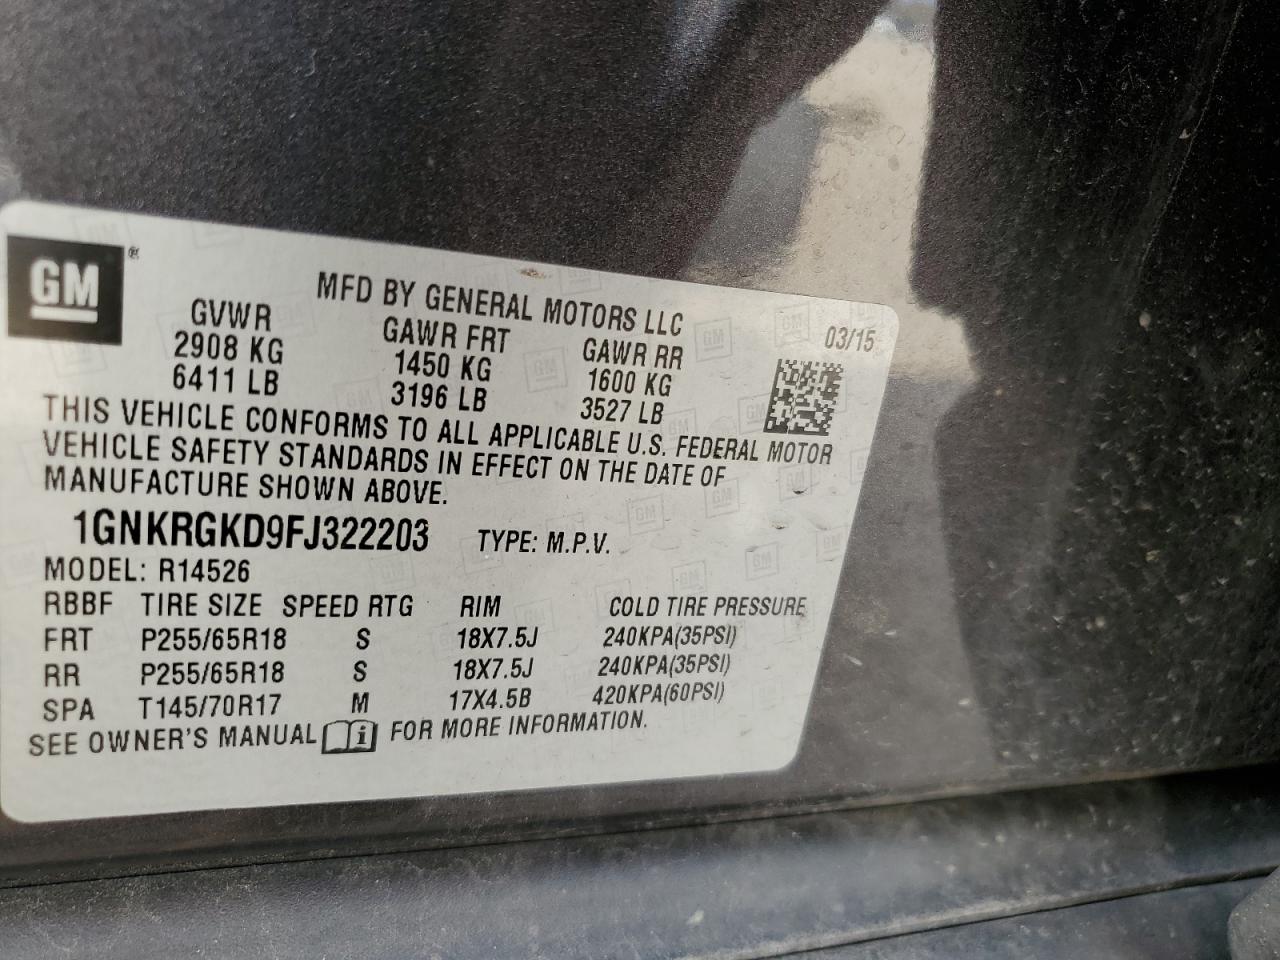 GM®
MFD BY GENERAL MOTORS LLC
03/15
GVWR GAWR FRT GAWR RR
2908 KG 1450 KG 1600 KG
6411 LB 3196 LB 3527 LB
THIS VEHICLE CONFORMS TO ALL APPLICABLE U.S. FEDERAL MOTOR
VEHICLE SAFETY STANDARDS IN EFFECT ON THE DATE OF
MANUFACTURE SHOWN ABOVE.
1GNKRGKD9FJ322203 TYPE: M.P.V.
MODEL: R14526
RBBF TIRE SIZE SPEED RTG RIM COLD TIRE PRESSURE
FRT P255/65R18 S 18X7.5J 240KPA(35PSI)
RR P255/65R18 S 18X7.5J 240KPA(35PSI)
SPA T145/70R17 M 17X4.5B 420KPA(60PSI)
SEE OWNER'S MANUAL i FOR MORE INFORMATION.